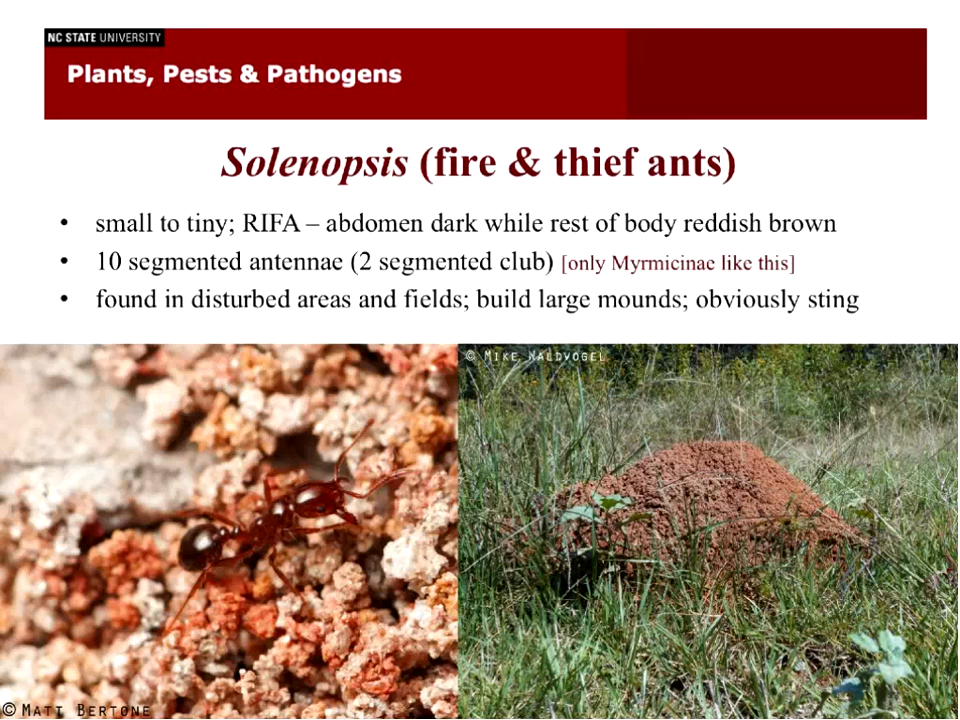 NC STATE UNIVERSITY
Plants, Pests & Pathogens
Solenopsis (fire & thief ants)
• small to tiny; RIFA – abdomen dark while rest of body reddish brown
• 10 segmented antennae (2 segmented club) [only Myrmicinae like this]
• found in disturbed areas and fields; build large mounds; obviously sting
© MIKE WALDVOGEL
© MATT BERTONE